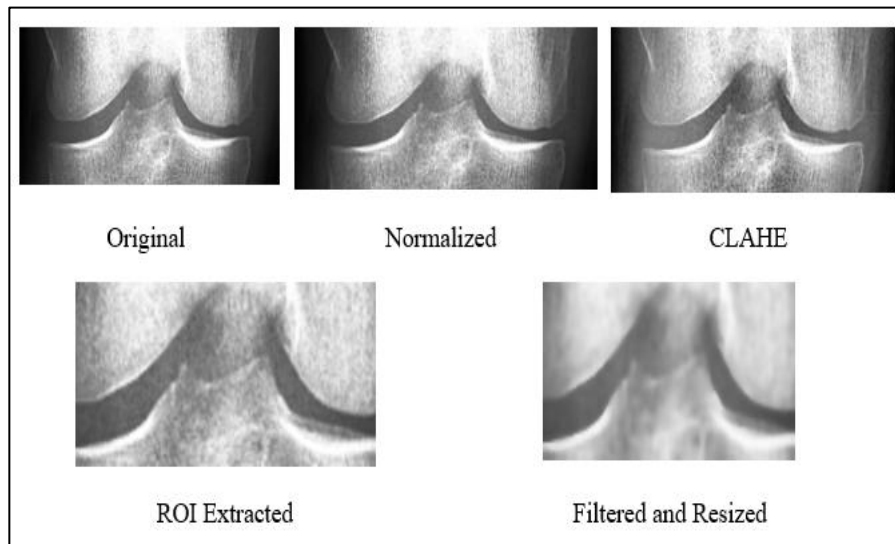 Original
Normalized
CLAHE
ROI Extracted
Filtered and Resized